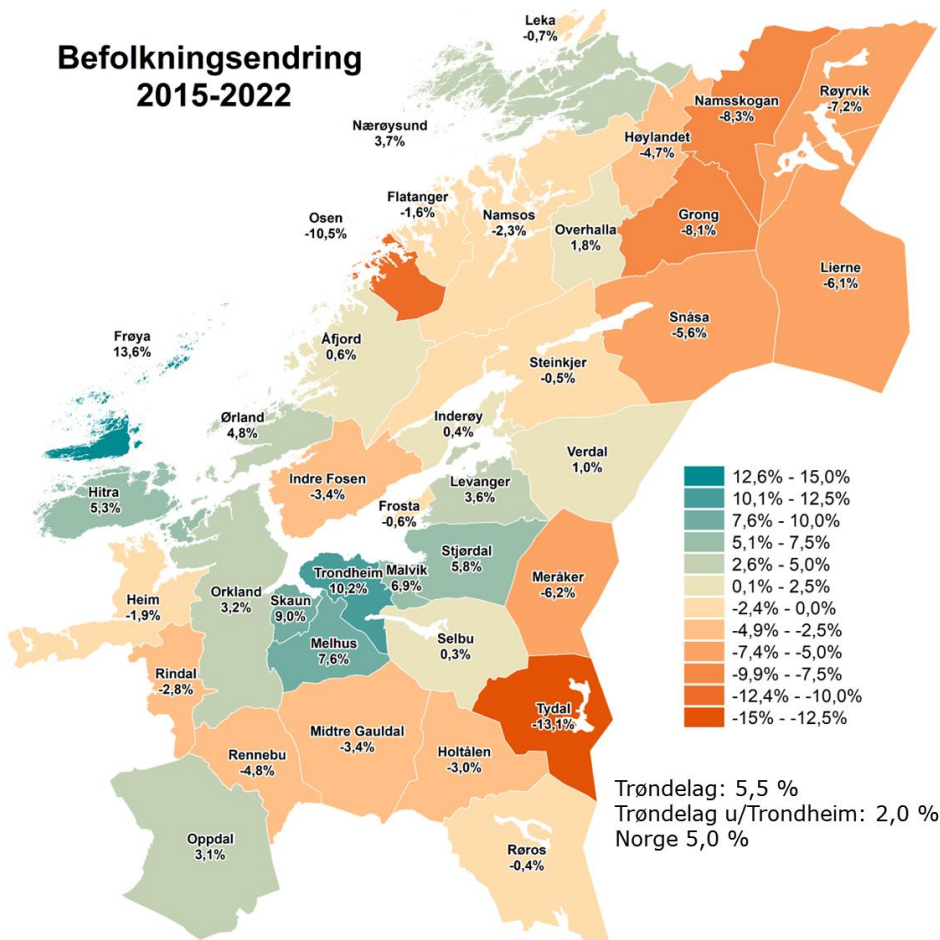 Befolkningsendring
2015-2022
Leka
-0,7%
Nærøysund
3,7%
Namsskogan
-8,3%
Røyrvik
-7,2%
Høylandet
-4,7%
Flatanger
-1,6%
Namsos
-2,3%
Osen
-10,5%
Overhalla
1,8%
Grong
-8,1%
Lierne
-6,1%
Snåsa
-5,6%
Frøya
13,6%
Åfjord
0,6%
Steinkjer
-0,5%
Ørland
4,8%
Inderøy
0,4%
Verdal
1,0%
Hitra
5,3%
Indre Fosen
-3,4%
Levanger
3,6%
Frosta
-0,6%
Stjørdal
5,8%
Trondheim
10,2%
Malvik
6,9%
Meråker
-6,2%
Heim
-1,9%
Orkland
3,2%
Skaun
9,0%
Melhus
7,6%
Selbu
0,3%
Rindal
-2,8%
Tydal
-13,1%
Midtre Gauldal
-3,4%
Rennebu
-4,8%
Holtålen
-3,0%
Oppdal
3,1%
Røros
-0,4%
12,6% - 15,0%
10,1% - 12,5%
7,6% - 10,0%
5,1% - 7,5%
2,6% - 5,0%
0,1% - 2,5%
-2,4% - 0,0%
-4,9% - -2,5%
-7,4% - -5,0%
-9,9% - -7,5%
-12,4% - -10,0%
-15% - -12,5%
Trøndelag: 5,5 %
Trøndelag u/Trondheim: 2,0 %
Norge 5,0 %